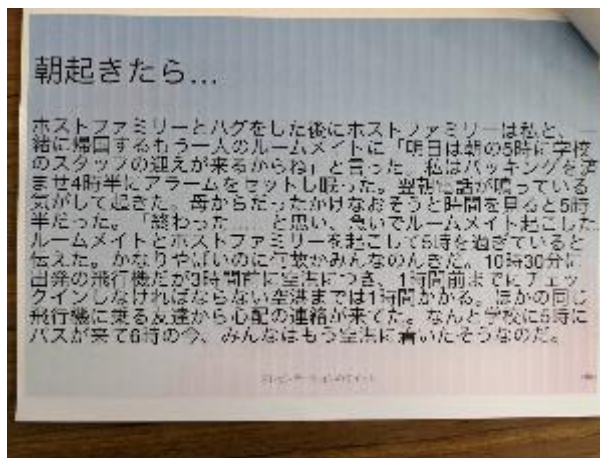 朝起きたら...
ホストファミリーとハグをした後にホストファミリーは私と、一
緒に帰国するもう一人のルームメイトに「明日は朝の5時に学校
のスタッフの迎えが来るからね」と言った。私はパッキングを済
ませ4時半にアラームをセットし眠った。翌朝電話が鳴っている
気がして起きた。母からだったかけなおそうと時間を見ると5時
半だった。「終わった.... と思い、急いでルームメイト起こした
ルームメイトとホストファミリーを起こして5時を過ぎていると
伝えた。かなりやばいのに何故かみんなのんきだ。10時30分に
出発の飛行機だが3時間前に空港につき、1時間前までにチェッ
クインしなければならない空港までは1時間かかる。ほかの同じ
飛行機に乗る友達から心配の連絡が来てた。なんと学校に5時に
バスが来て6時の今、みんなはもう空港に着いたそうなのだ。